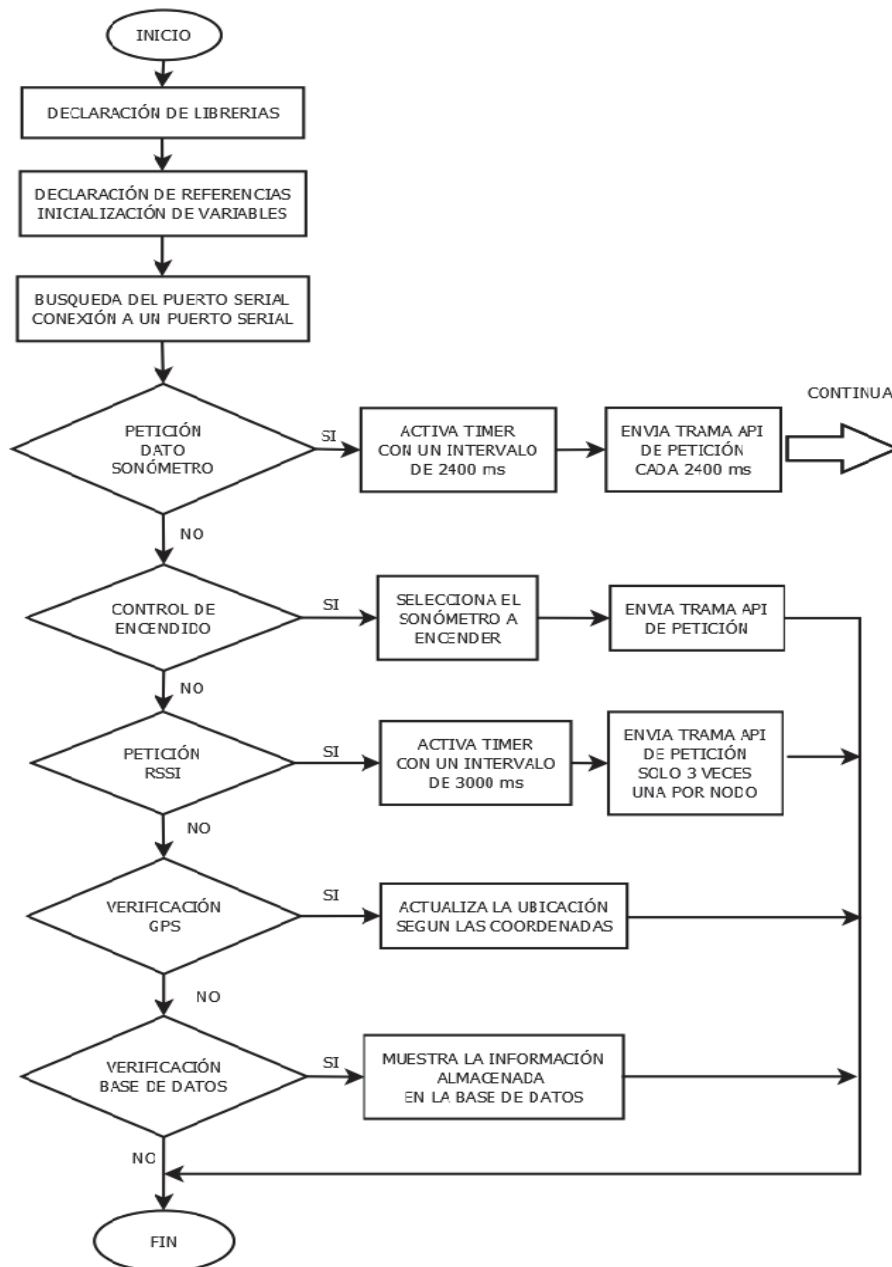 INICIO
DECLARACIÓN DE LIBRERIAS
DECLARACIÓN DE REFERENCIAS
INICIALIZACIÓN DE VARIABLES
BUSQUEDA DEL PUERTO SERIAL
CONEXIÓN A UN PUERTO SERIAL
PETICIÓN
DATO
SONÓMETRO
SI
ACTIVA TIMER
CON UN INTERVALO
DE 2400 ms
ENVIA TRAMA API
DE PETICIÓN
CADA 2400 ms
CONTINUA
NO
CONTROL DE
ENCENDIDO
SI
SELECCIONA EL
SONÓMETRO A
ENCENDER
ENVIA TRAMA API
DE PETICIÓN
NO
PETICIÓN
RSSI
SI
ACTIVA TIMER
CON UN INTERVALO
DE 3000 ms
ENVIA TRAMA API
DE PETICIÓN
SOLO 3 VECES
UNA POR NODO
NO
VERIFICACIÓN
GPS
SI
ACTUALIZA LA UBICACIÓN
SEGUN LAS COORDENADAS
NO
VERIFICACIÓN
BASE DE DATOS
SI
MUESTRA LA INFORMACIÓN
ALMACENADA
EN LA BASE DE DATOS
NO
FIN